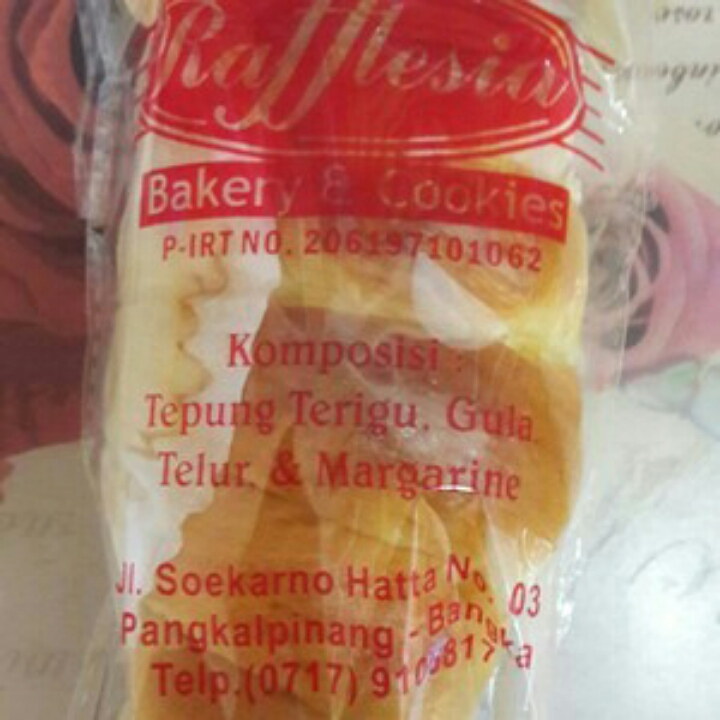 Rafflesia
Bakery & Cookies
P-IRT NO. 206197101062
Komposisi :
Tepung Terigu, Gula,
Telur, & Margarine
Jl. Soekarno Hatta No. 03
Pangkalpinang - Bangka
Telp.(0717)